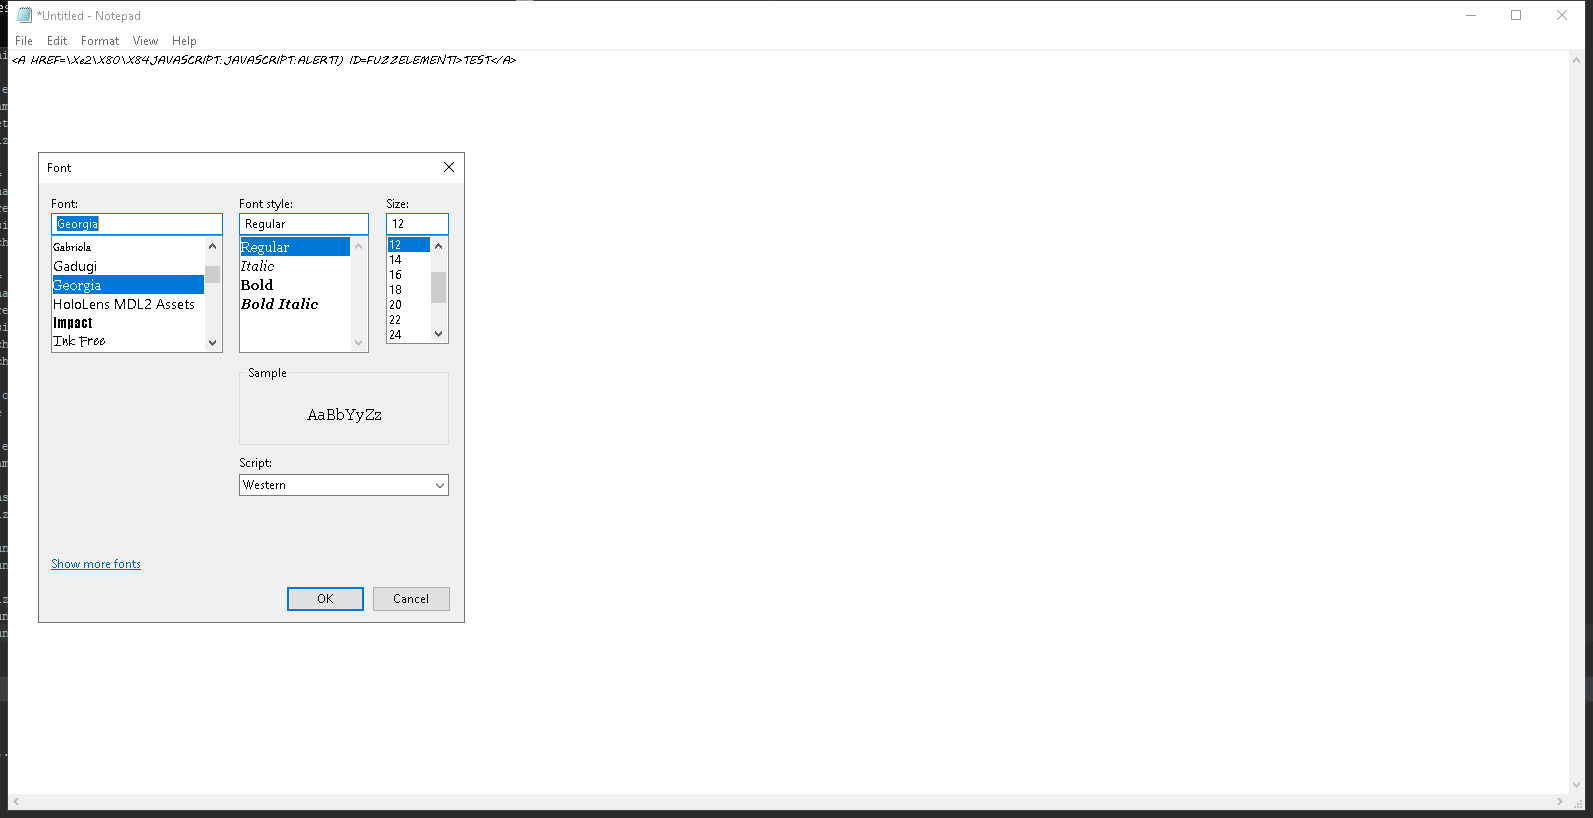 *Untitled - Notepad
File Edit Format View Help
<A HREF=\Xe2\X80\X84JAVASCRIPT:JAVASCRIPT:ALERT(1) ID=FUZZELEMENT1>TEST</A>
Font
Font: Font style: Size:
Georgia Regular 12
Gabriola
Gadugi
Georgia
HoloLens MDL2 Assets
Impact
Ink Free
Regular
Italic
Bold
Bold Italic
12
14
16
18
20
22
24
Sample
AaBbYyZz
Script:
Western
Show more fonts
OK Cancel